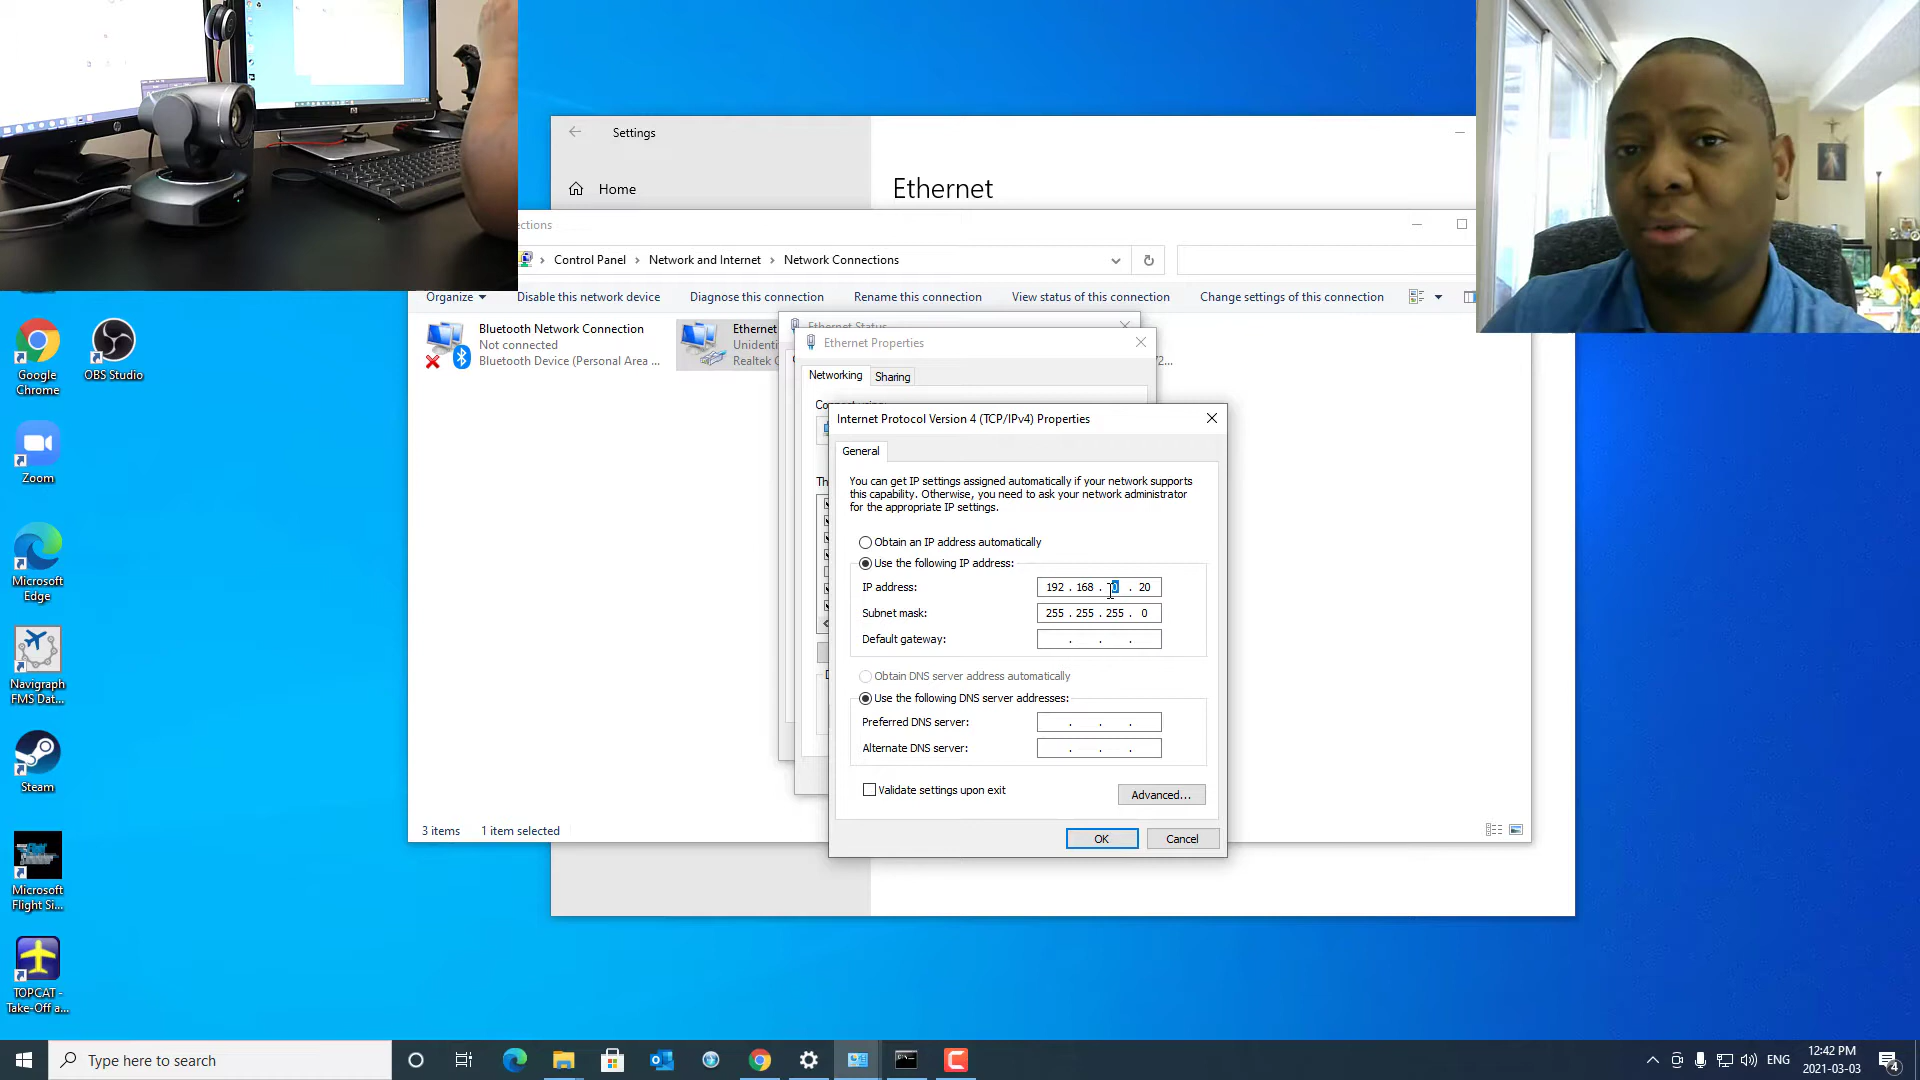 Settings
Home
Ethernet
ections
Control Panel
Network and Internet
Network Connections
Organize
Disable this network device
Diagnose this connection
Rename this connection
View status of this connection
Change settings of this connection
Bluetooth Network Connection
Not connected
Bluetooth Device (Personal Area ...
Ethernet
Unidenti
Realtek
Ethernet Status
Ethernet Properties
Networking
Sharing
Internet Protocol Version 4 (TCP/IPv4) Properties
General
You can get IP settings assigned automatically if your network supports
this capability. Otherwise, you need to ask your network administrator
for the appropriate IP settings.
Obtain an IP address automatically
Use the following IP address:
IP address:
192 . 168 . 0 . 20
Subnet mask:
255 . 255 . 255 . 0
Default gateway:
. . .
Obtain DNS server address automatically
Use the following DNS server addresses:
Preferred DNS server:
. . .
Alternate DNS server:
. . .
Validate settings upon exit
Advanced...
OK
Cancel
3 items
1 item selected
Google
Chrome
OBS Studio
Zoom
Microsoft
Edge
Navigraph
FMS Dat...
Steam
Microsoft
Flight Si...
TOPCAT -
Take-Off a...
Type here to search
ENG
12:42 PM
2021-03-03
4